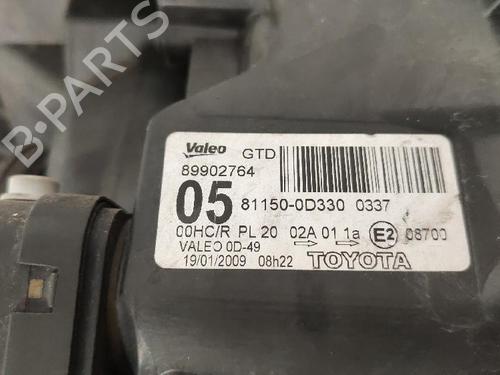 B-PARTS
Valeo GTD
89902764
05 81150-0D330 0337
00HC/R PL 20 02A 01 1a E2 08700
VALEO 0D-49 → →
19/01/2009 08h22 TOYOTA